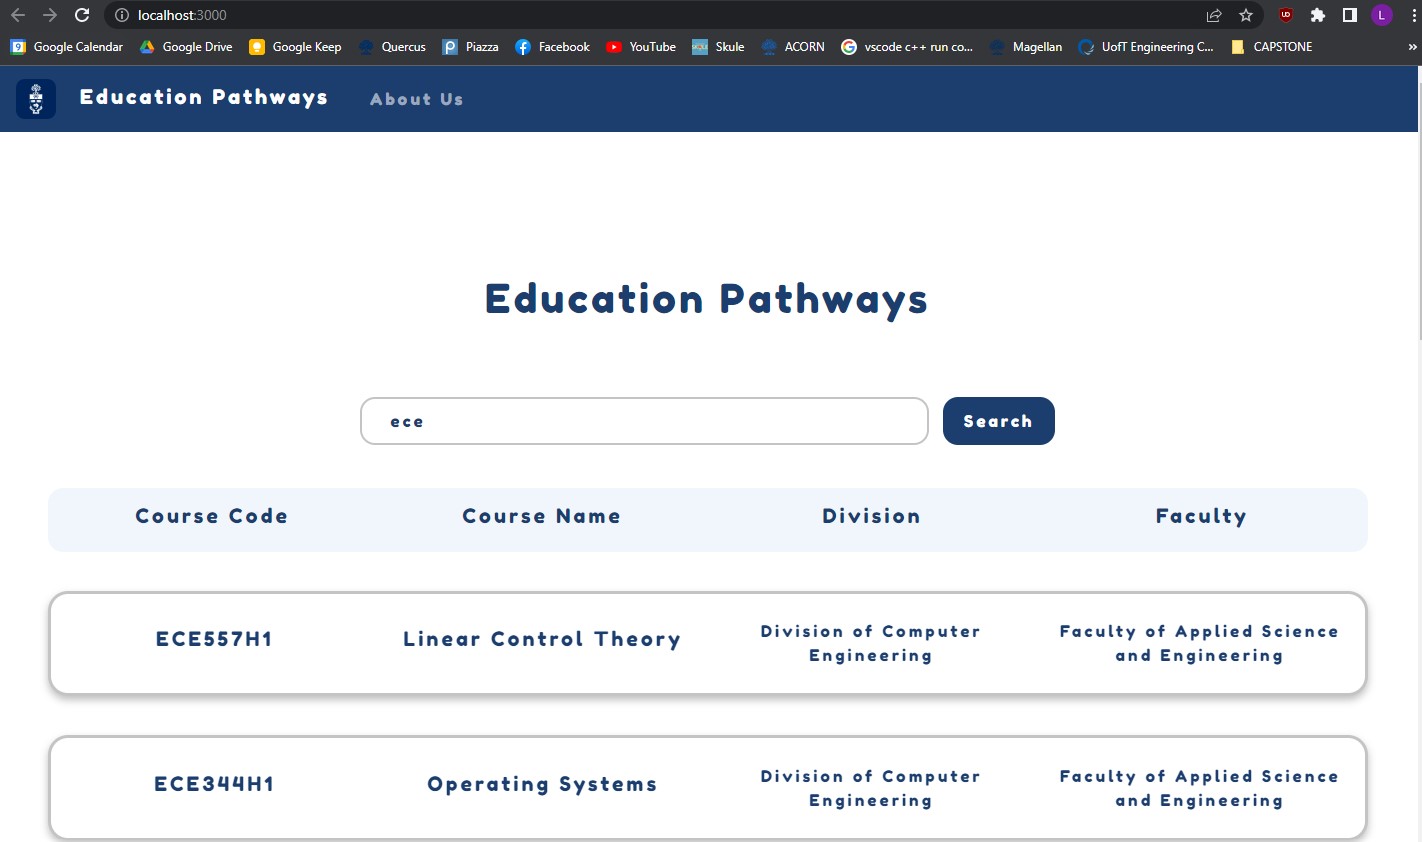 localhost:3000
Google Calendar Google Drive Google Keep Quercus Piazza Facebook YouTube Skule ACORN vscode c++ run co... Magellan UofT Engineering C... CAPSTONE »
Education Pathways About Us
Education Pathways
ece Search
Course Code Course Name Division Faculty
ECE557H1 Linear Control Theory Division of Computer Engineering Faculty of Applied Science and Engineering
ECE344H1 Operating Systems Division of Computer Engineering Faculty of Applied Science and Engineering